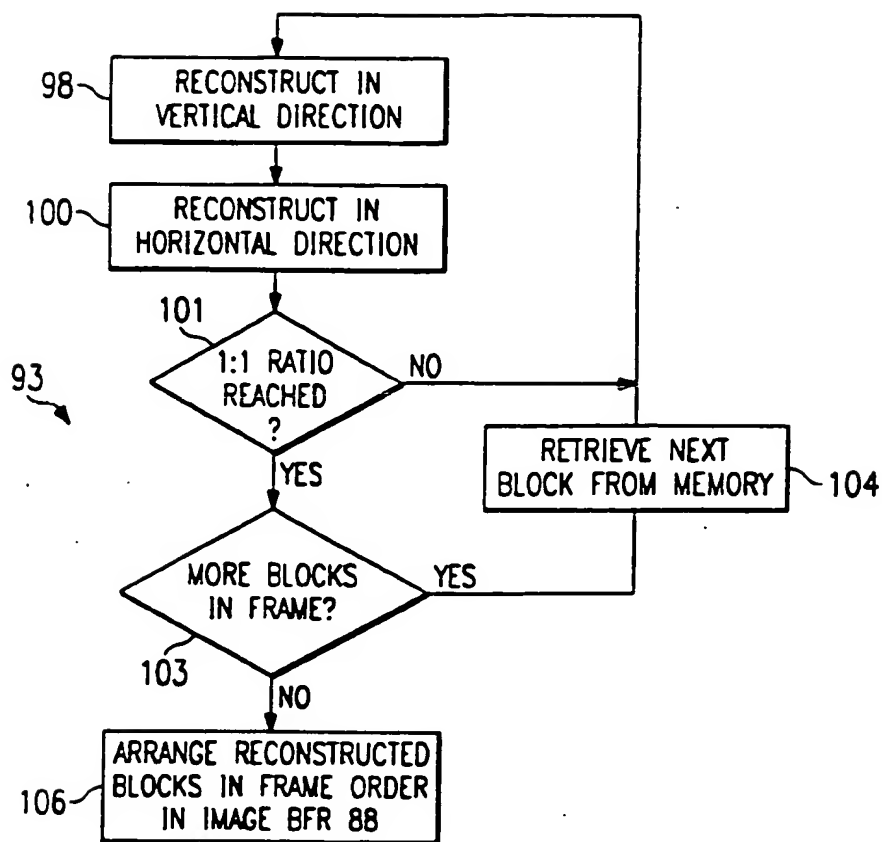 98
RECONSTRUCT IN
VERTICAL DIRECTION
100
RECONSTRUCT IN
HORIZONTAL DIRECTION
101
1:1 RATIO
REACHED
?
NO
93
YES
RETRIEVE NEXT
BLOCK FROM MEMORY
104
MORE BLOCKS
IN FRAME?
YES
103
NO
ARRANGE RECONSTRUCTED
BLOCKS IN FRAME ORDER
IN IMAGE BFR 88
106